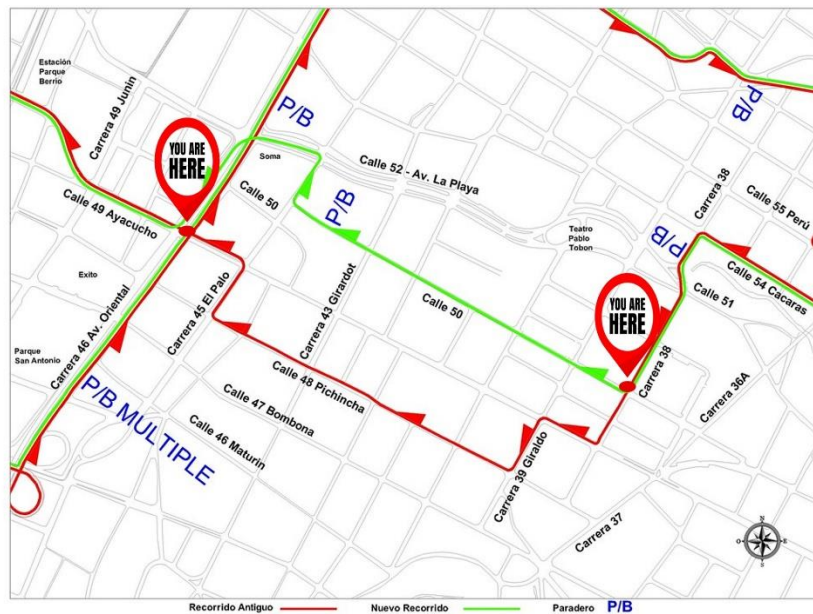 Estación
Parque
Berrio
Carrera 49 Junin
P/B
P/B
YOU ARE
HERE
Soma
Calle 52 - Av. La Playa
Carrera 38
Calle 50
Calle 49 Ayacucho
P/B
Calle 55 Perú
Teatro
Pablo
Tobon
P/B
Exito
Calle 54 Cacaras
Carrera 46 Av. Oriental
Carrera 45 El Palo
Carrera 43 Girardot
Calle 50
YOU ARE
HERE
Calle 51
Parque
San Antonio
P/B MULTIPLE
Calle 48 Pichincha
Carrera 38
Carrera 36A
Calle 47 Bombona
Calle 46 Maturin
Carrera 39 Giraldo
Carrera 37
N
O
E
S
Recorrido Antiguo
Nuevo Recorrido
Paradero P/B